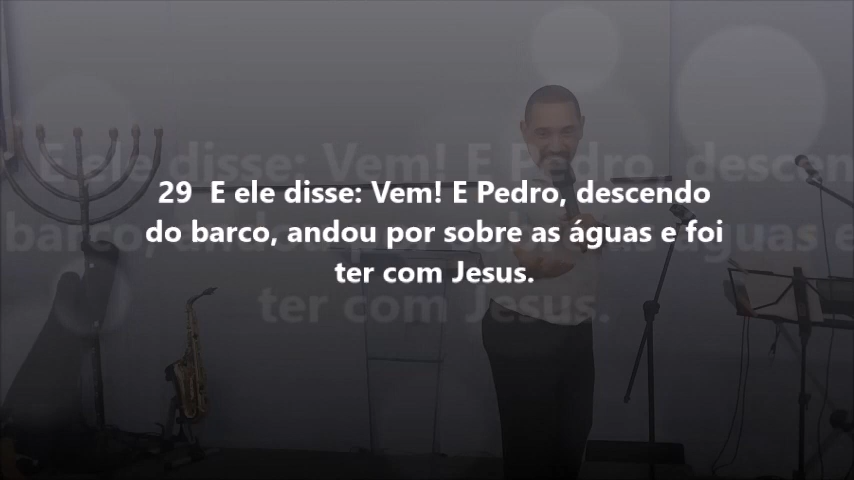 29 E ele disse: Vem! E Pedro, descendo
do barco, andou por sobre as águas e foi
ter com Jesus.